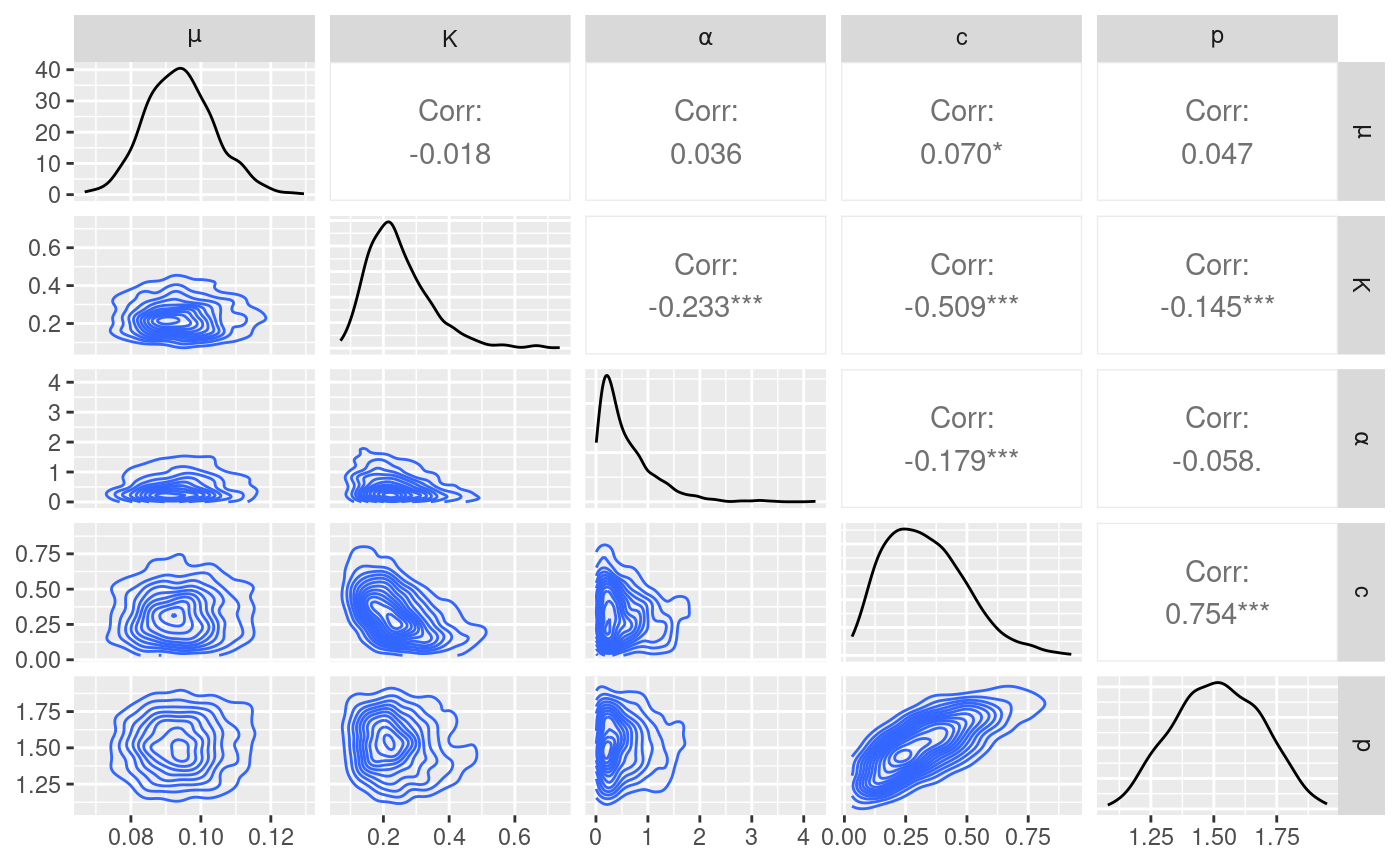 μ K α c p
40
30
20
10
0
Corr:
-0.018
Corr:
0.036
Corr:
0.070*
Corr:
0.047
μ
0.6
0.4
0.2
Corr:
-0.233***
Corr:
-0.509***
Corr:
-0.145***
K
4
3
2
1
0
Corr:
-0.179***
Corr:
-0.058.
α
0.75
0.50
0.25
0.00
Corr:
0.754***
c
1.75
1.50
1.25
p
0.08 0.10 0.12 0.2 0.4 0.6 0 1 2 3 4 0.00 0.25 0.50 0.75 1.25 1.50 1.75